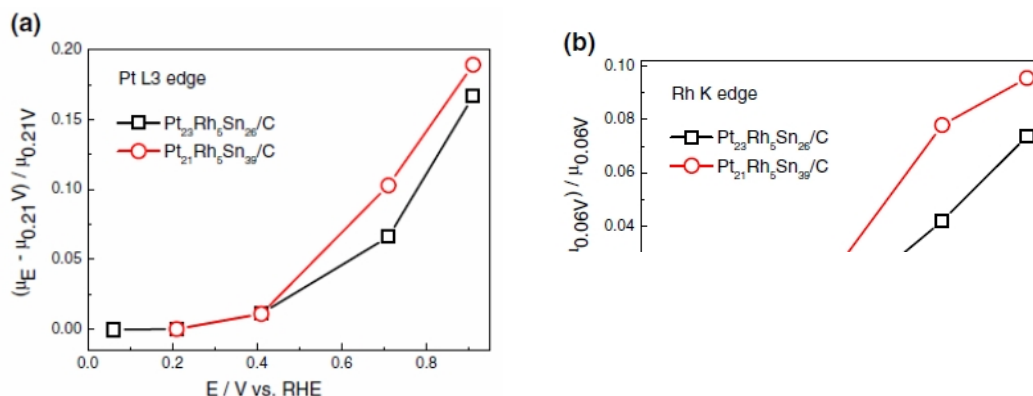 (a)
0.20
0.15
0.10
0.05
0.00
(μE - μ0.21V) / μ0.21V
Pt L3 edge
Pt23Rh5Sn26/C
Pt21Rh5Sn39/C
0.0 0.2 0.4 0.6 0.8
E / V vs. RHE
(b)
0.10
0.08
0.06
0.04
μ0.06V) / μ0.06V
Rh K edge
Pt23Rh5Sn26/C
Pt21Rh5Sn39/C